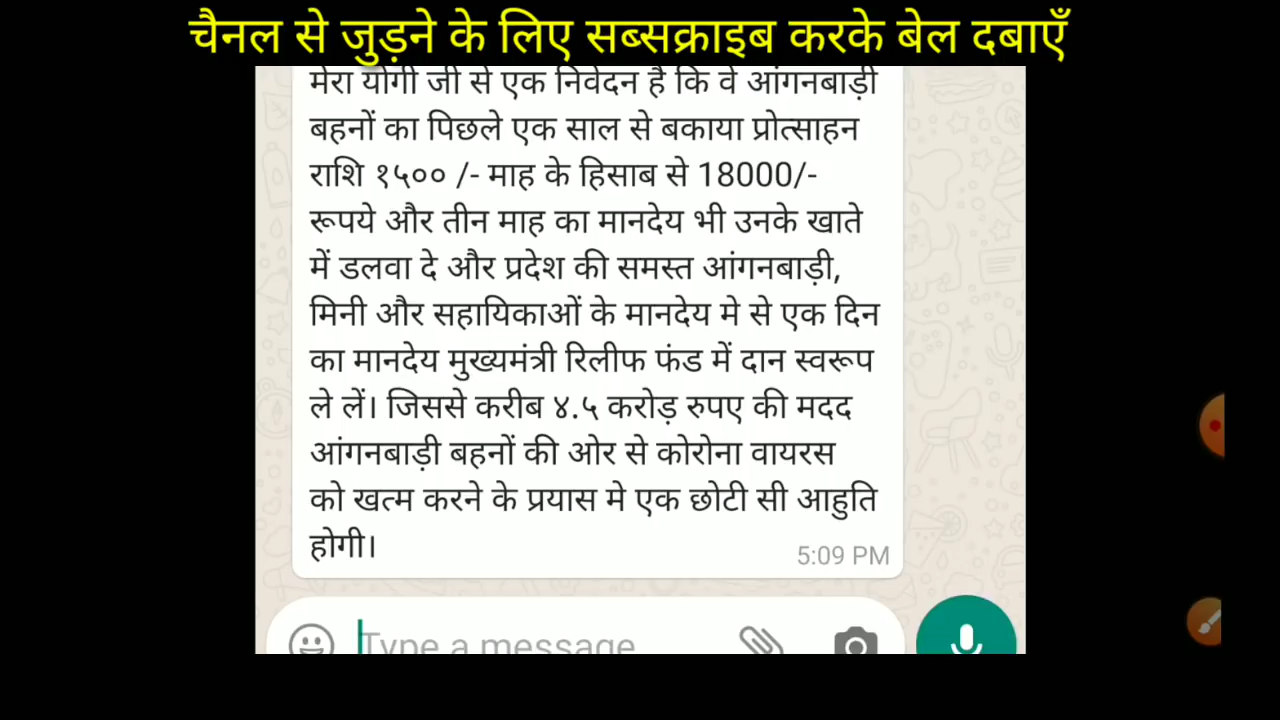 चैनल से जुड़ने के लिए सब्सक्राइब करके बेल दबाएँ
मेरा योगी जी से एक निवेदन है कि वे आंगनबाड़ी
बहनों का पिछले एक साल से बकाया प्रोत्साहन
राशि १५०० /- माह के हिसाब से 18000/-
रूपये और तीन माह का मानदेय भी उनके खाते
में डलवा दे और प्रदेश की समस्त आंगनबाड़ी,
मिनी और सहायिकाओं के मानदेय मे से एक दिन
का मानदेय मुख्यमंत्री रिलीफ फंड में दान स्वरूप
ले लें। जिससे करीब ४.५ करोड़ रुपए की मदद
आंगनबाड़ी बहनों की ओर से कोरोना वायरस
को खत्म करने के प्रयास मे एक छोटी सी आहुति
होगी।
5:09 PM
Type a message